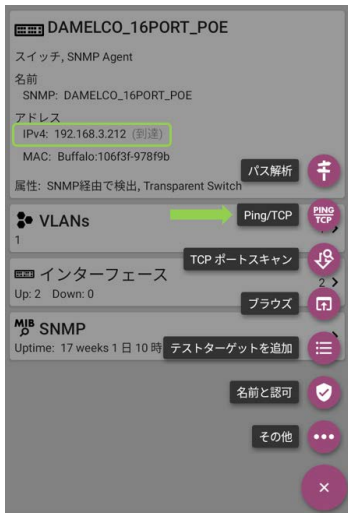 DAMELCO_16PORT_POE
スイッチ, SNMP Agent
名前
SNMP: DAMELCO_16PORT_POE
アドレス
IPv4: 192.168.3.212 (到達)
MAC: Buffalo:106f3f-978f9b
パス解析
属性: SNMP経由で検出, Transparent Switch
VLANs
Ping/TCP
PING
TCP
1
TCP ポートスキャン
インターフェース
2
Up: 2 Down: 0
ブラウズ
MIB SNMP
Uptime: 17 weeks 1 日 10 時
テストターゲットを追加
名前と認可
その他